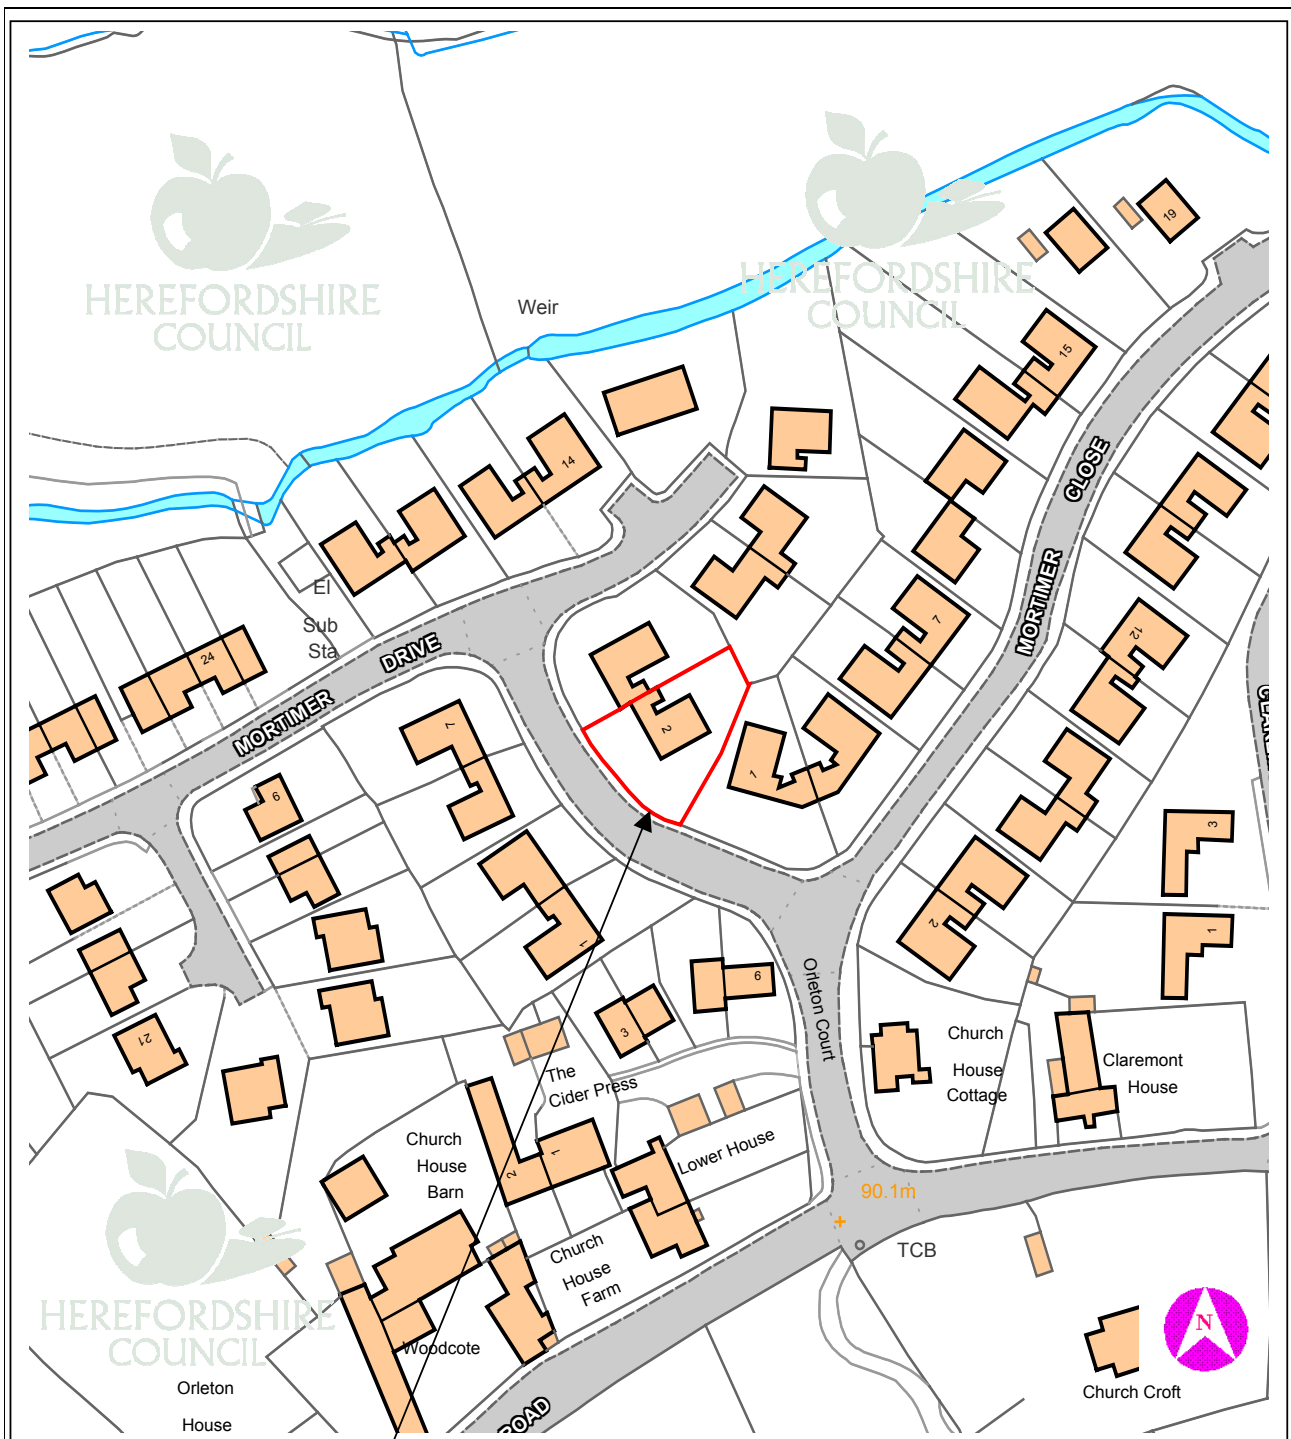 HEREFORDSHIRE
COUNCIL
HEREFORDSHIRE
COUNCIL
19
Weir
15
14
CLOSE
MORTIMER
El
Sub
Sta
24
DRIVE
MORTIMER
7
12
2
7
1
9
3
1
2
1
Orleton Court
3
9
21
Church
House
Cottage
Claremont
House
The
Cider Press
Church
House
Barn
2
1
Lower House
90.1m
TCB
Church
House
Farm
HEREFORDSHIRE
COUNCIL
Woodcote
Orleton
House
ROAD
N
Church Croft